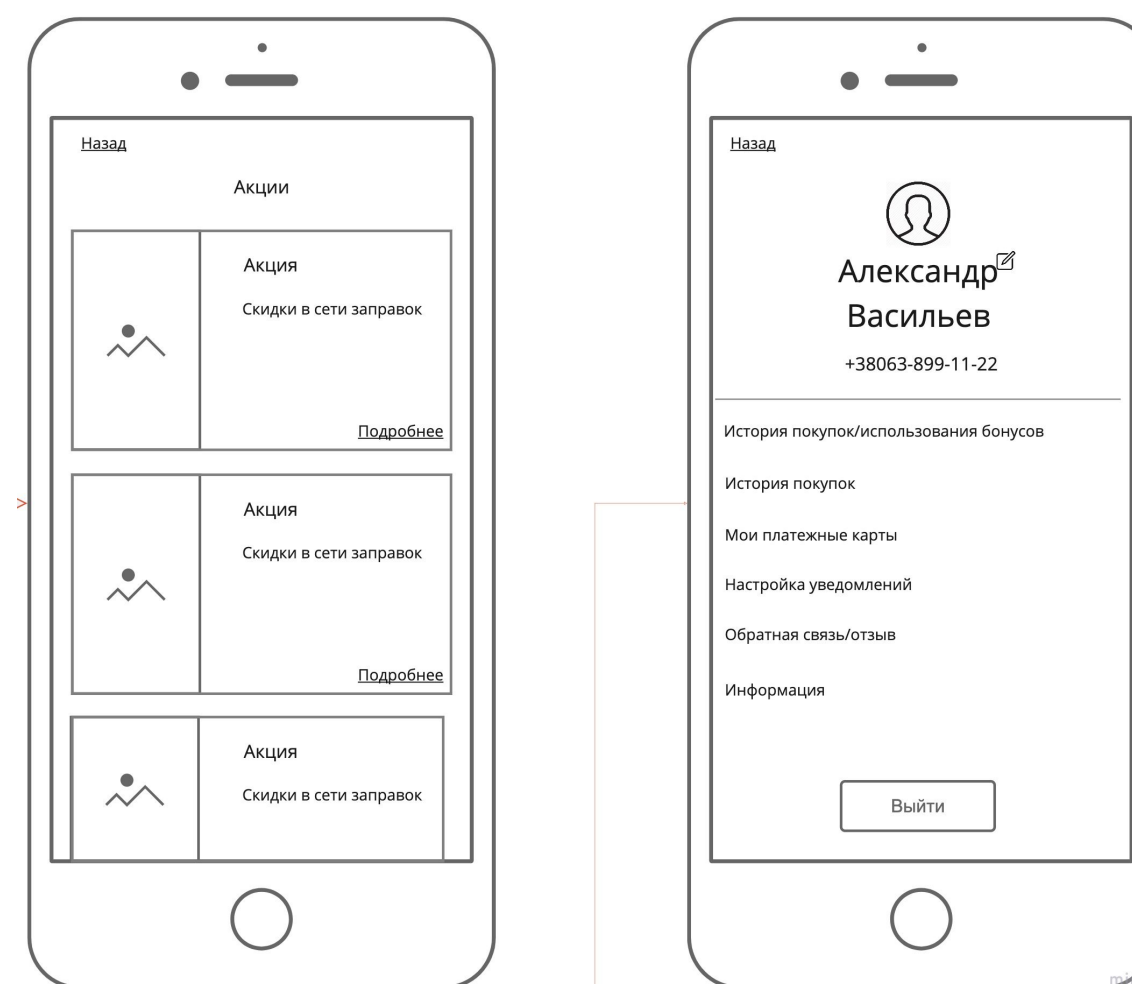 Назад
Акции
Акция
Скидки в сети заправок
Подробнее
Акция
Скидки в сети заправок
Подробнее
Акция
Скидки в сети заправок
Назад
Александр
Васильев
+38063-899-11-22
История покупок/использования бонусов
История покупок
Мои платежные карты
Настройка уведомлений
Обратная связь/отзыв
Информация
Выйти